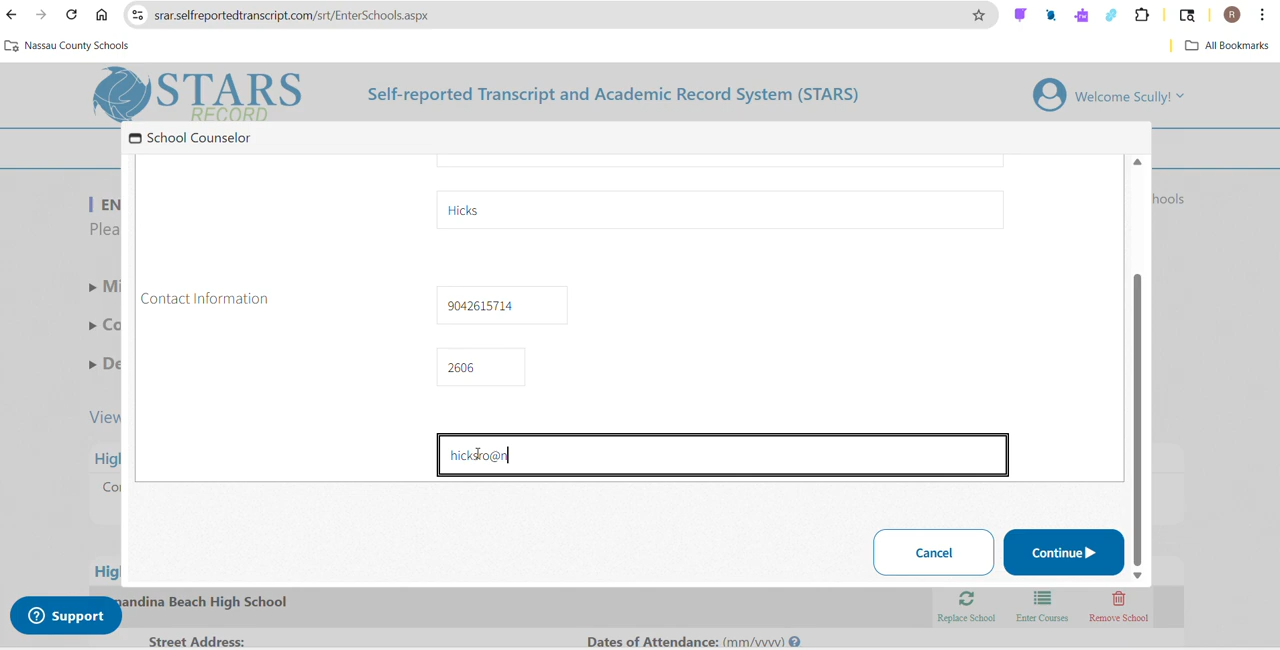 srar.selfreportedtranscript.com/srt/EnterSchools.aspx
R
Nassau County Schools
All Bookmarks
STARS
RECORD
Self-reported Transcript and Academic Record System (STARS)
Welcome Scully!
School Counselor
EN
hools
Plea
Hicks
Mi
Contact Information
9042615714
Co
De
2606
View
hicksro@n
High
Cor
Cancel
Continue
High
nandina Beach High School
Replace School
Enter Courses
Remove School
Support
Street Address:
Dates of Attendance: (mm/yyyy)